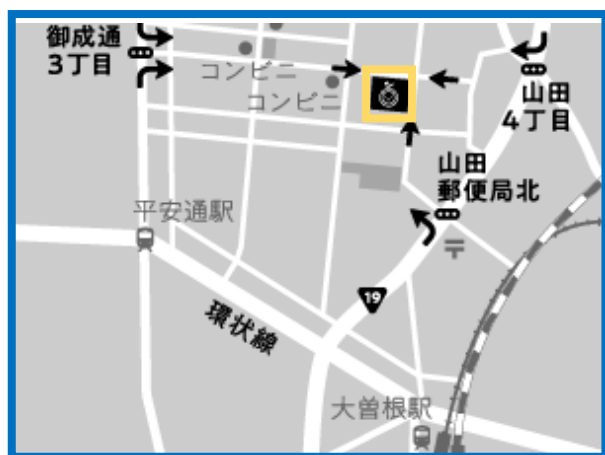 御成通
3丁目
コンビニ
コンビニ
山田
4丁目
山田
郵便局北
平安通駅
19
環状線
大曽根駅